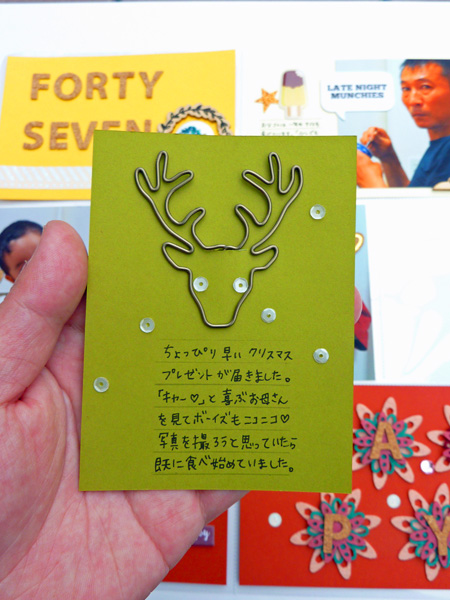 FORTY
SEVEN
LATE NIGHT
MUNCHIES
ちょっぴり早いクリスマス
プレゼントが届きました。
「キャー♡」と喜ぶお母さん
を見てボーイズもニコニコ♡
写真を撮ろうと思っていたら
既に食べ始めていました。
A
P
Y